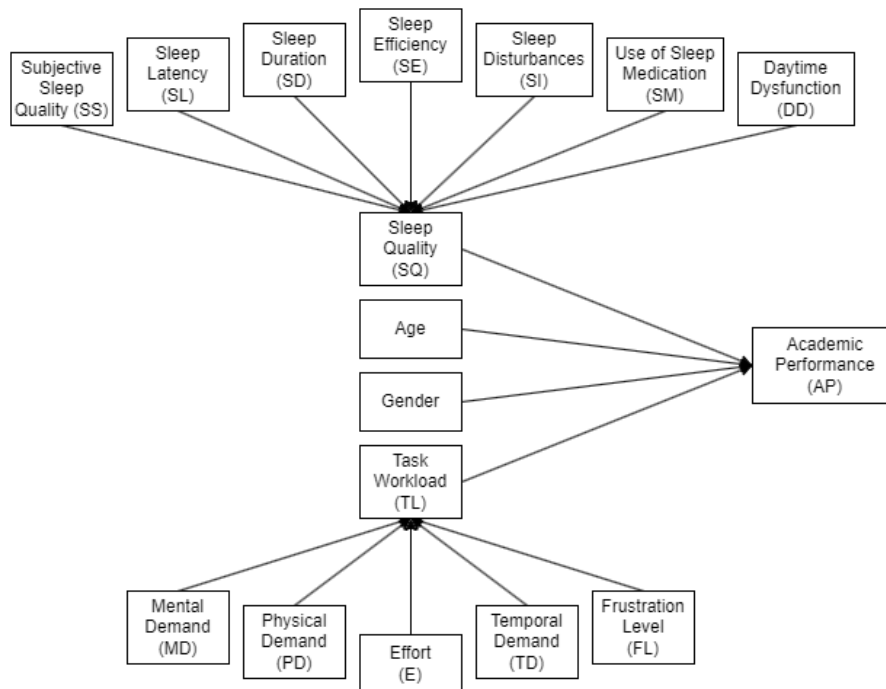 Subjective
Sleep
Quality (SS)
Sleep
Latency
(SL)
Sleep
Duration
(SD)
Sleep
Efficiency
(SE)
Sleep
Disturbances
(SI)
Use of Sleep
Medication
(SM)
Daytime
Dysfunction
(DD)
Sleep
Quality
(SQ)
Age
Gender
Task
Workload
(TL)
Academic
Performance
(AP)
Mental
Demand
(MD)
Physical
Demand
(PD)
Effort
(E)
Temporal
Demand
(TD)
Frustration
Level
(FL)